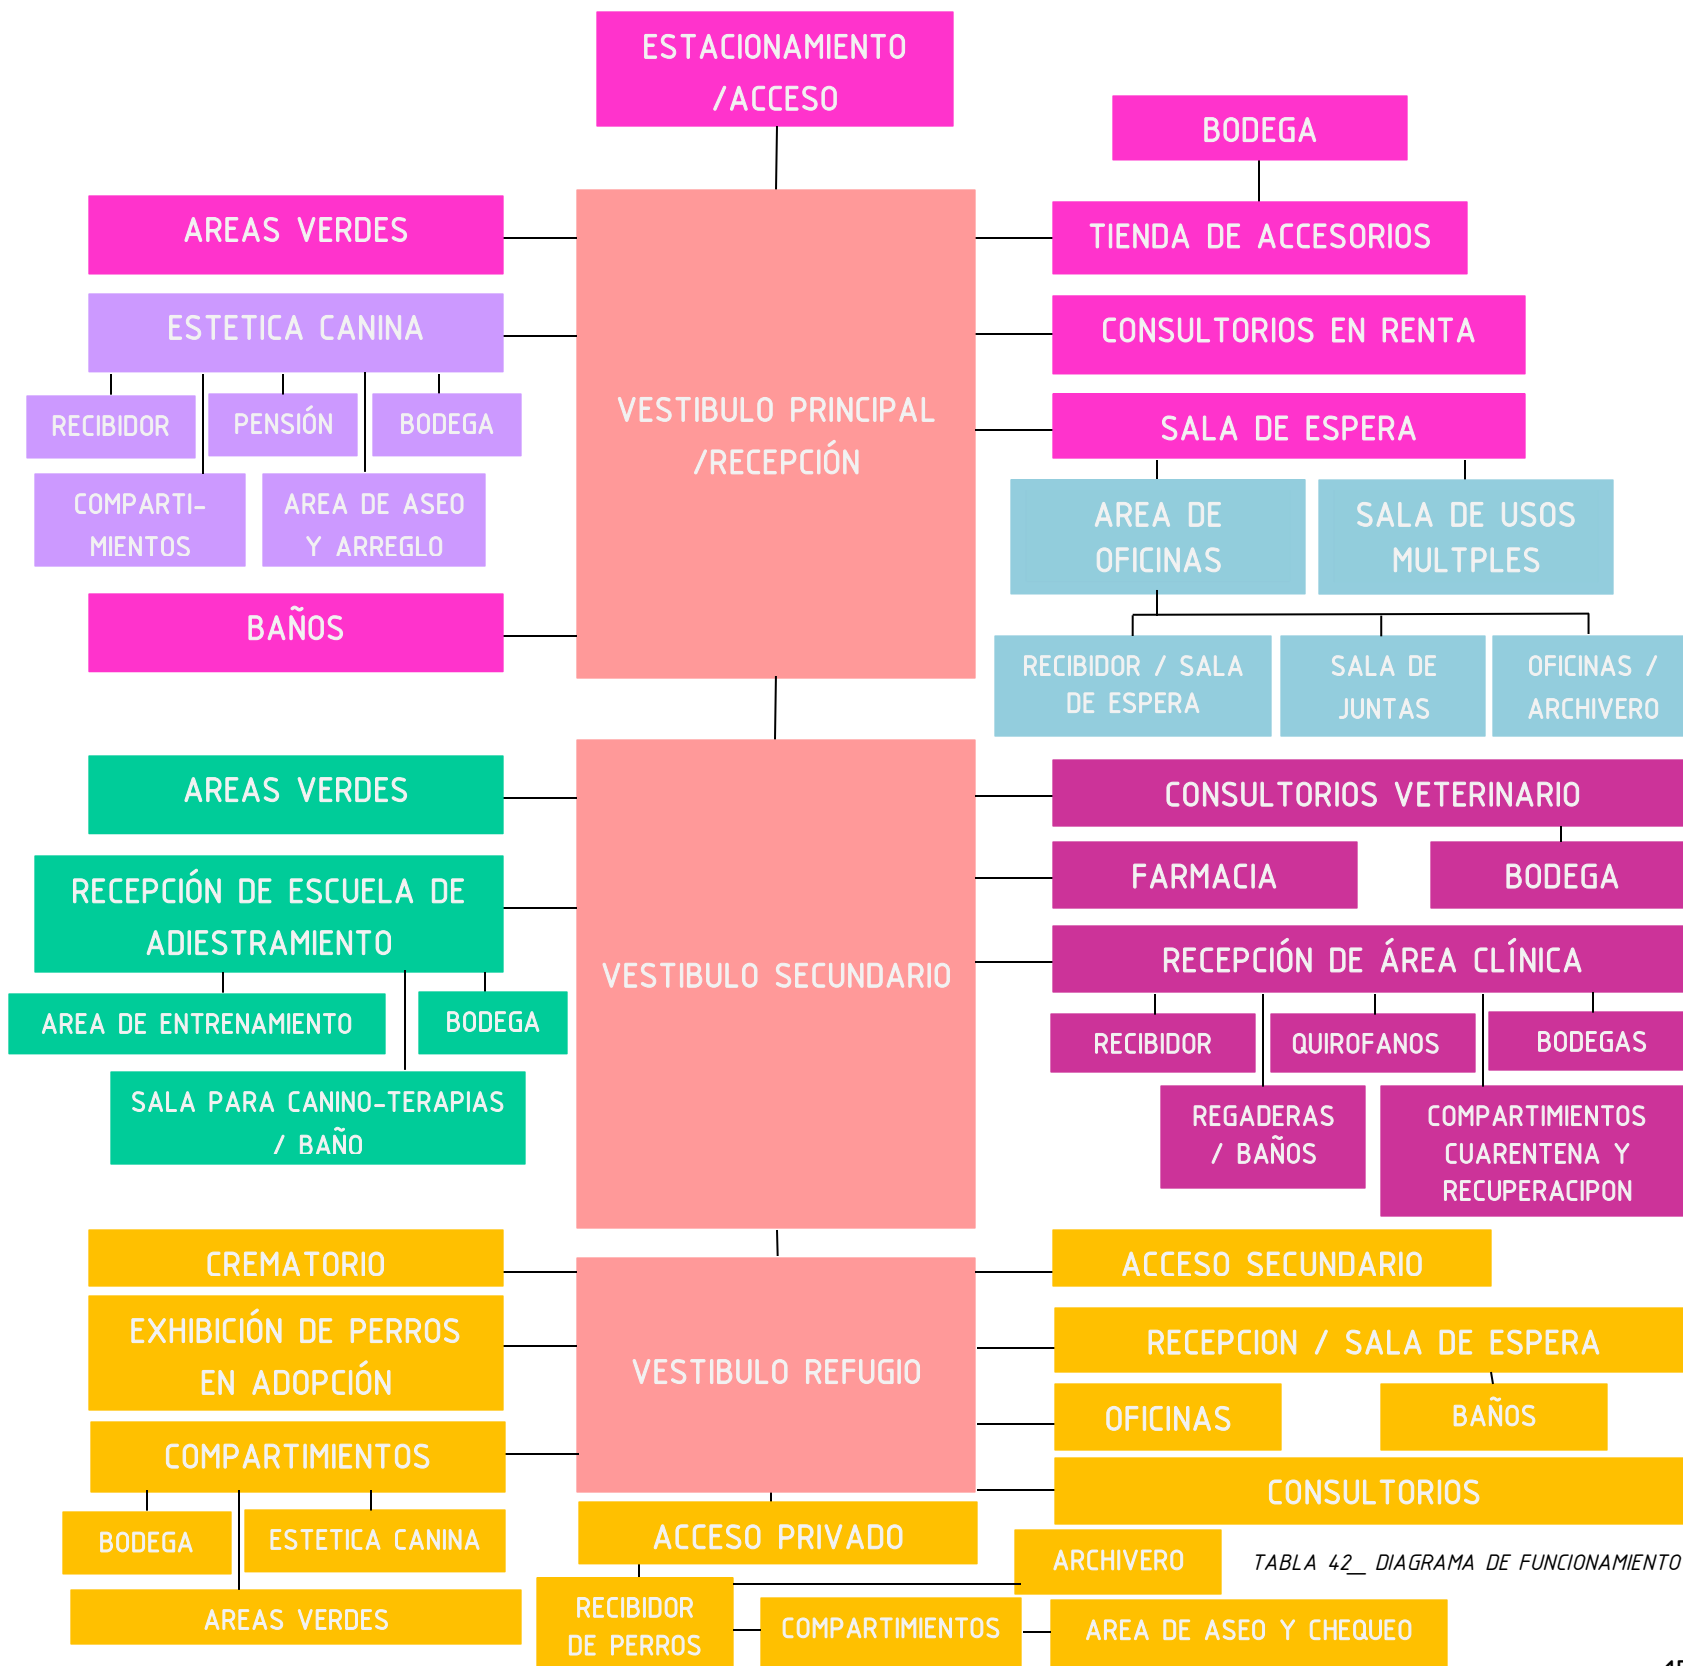 ESTACIONAMIENTO
/ACCESO
BODEGA
AREAS VERDES
TIENDA DE ACCESORIOS
ESTETICA CANINA
CONSULTORIOS EN RENTA
RECIBIDOR
PENSIÓN
BODEGA
VESTIBULO PRINCIPAL
/RECEPCIÓN
SALA DE ESPERA
COMPARTI-
MIENTOS
AREA DE ASEO
Y ARREGLO
AREA DE
OFICINAS
SALA DE USOS
MULTPLES
BAÑOS
RECIBIDOR / SALA
DE ESPERA
SALA DE
JUNTAS
OFICINAS /
ARCHIVERO
AREAS VERDES
CONSULTORIOS VETERINARIO
RECEPCIÓN DE ESCUELA DE
ADIESTRAMIENTO
FARMACIA
BODEGA
VESTIBULO SECUNDARIO
RECEPCIÓN DE ÁREA CLÍNICA
AREA DE ENTRENAMIENTO
BODEGA
RECIBIDOR
QUIROFANOS
BODEGAS
SALA PARA CANINO-TERAPIAS
/ BAÑO
REGADERAS
/ BAÑOS
COMPARTIMIENTOS
CUARENTENA Y
RECUPERACIPON
CREMATORIO
ACCESO SECUNDARIO
EXHIBICIÓN DE PERROS
EN ADOPCIÓN
VESTIBULO REFUGIO
RECEPCION / SALA DE ESPERA
OFICINAS
BAÑOS
COMPARTIMIENTOS
CONSULTORIOS
BODEGA
ESTETICA CANINA
ACCESO PRIVADO
ARCHIVERO
TABLA 42_ DIAGRAMA DE FUNCIONAMIENTO
AREAS VERDES
RECIBIDOR
DE PERROS
COMPARTIMIENTOS
AREA DE ASEO Y CHEQUEO